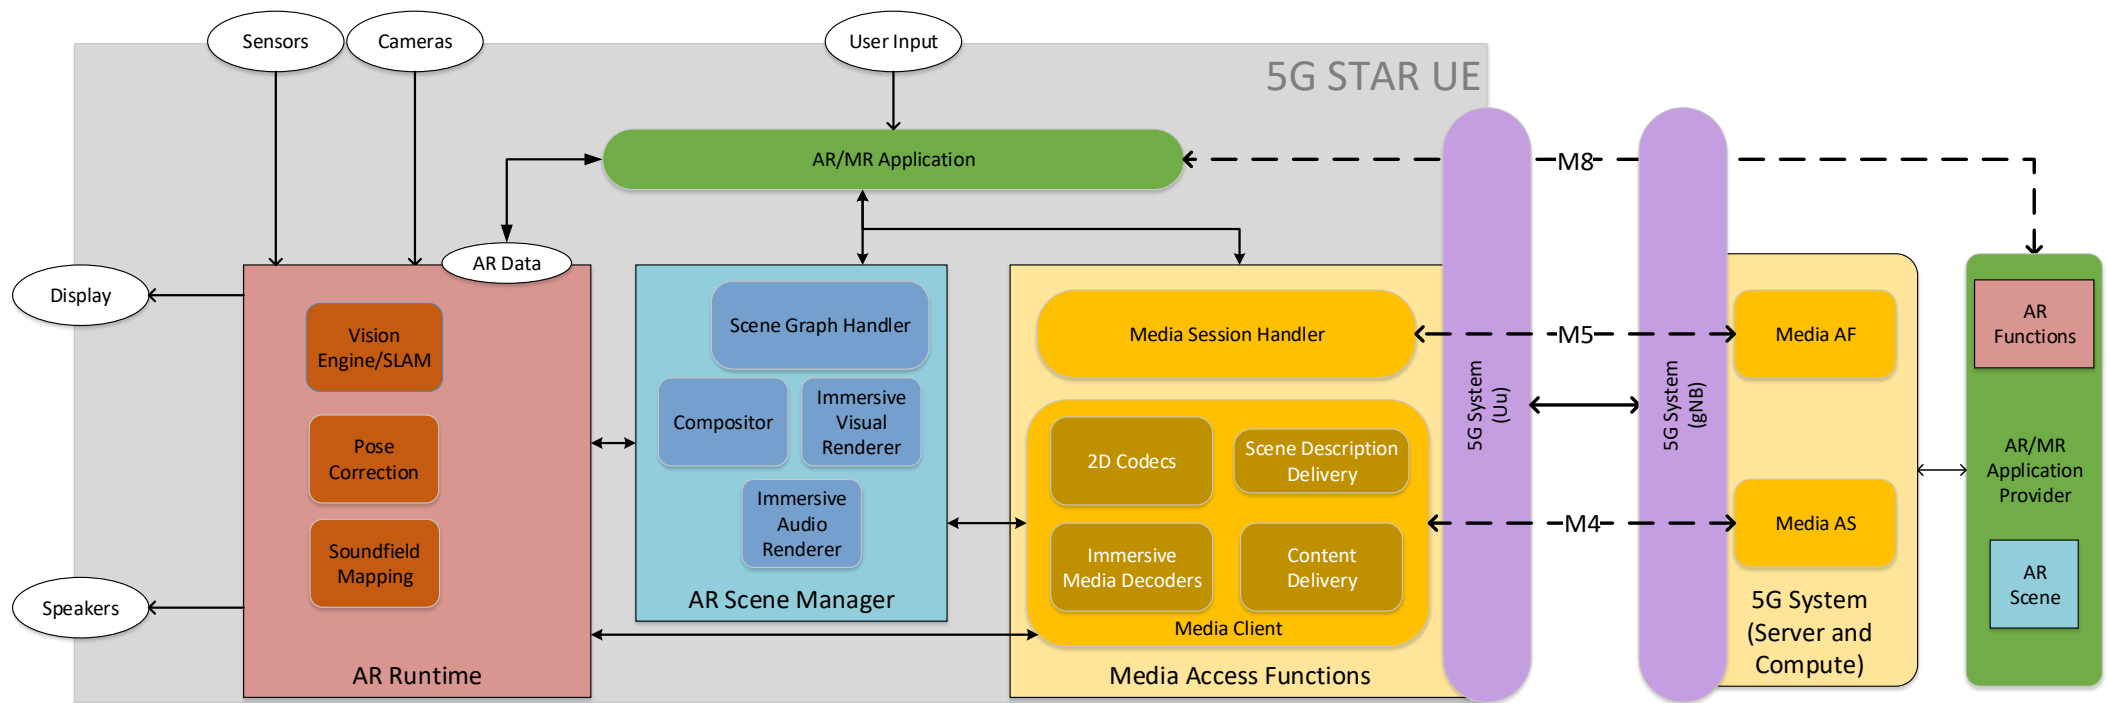 Sensors
Cameras
User Input
5G STAR UE
AR/MR Application
M8
AR Data
Display
Speakers
Vision
Engine/SLAM
Pose
Correction
Soundfield
Mapping
AR Runtime
Scene Graph Handler
Compositor
Immersive
Visual
Renderer
Immersive
Audio
Renderer
AR Scene Manager
Media Session Handler
2D Codecs
Scene Description
Delivery
Immersive
Media Decoders
Content
Delivery
Media Client
Media Access Functions
5G System
(Uu)
M5
M4
5G System
(gNB)
Media AF
Media AS
5G System
(Server and
Compute)
AR
Functions
AR/MR
Application
Provider
AR
Scene